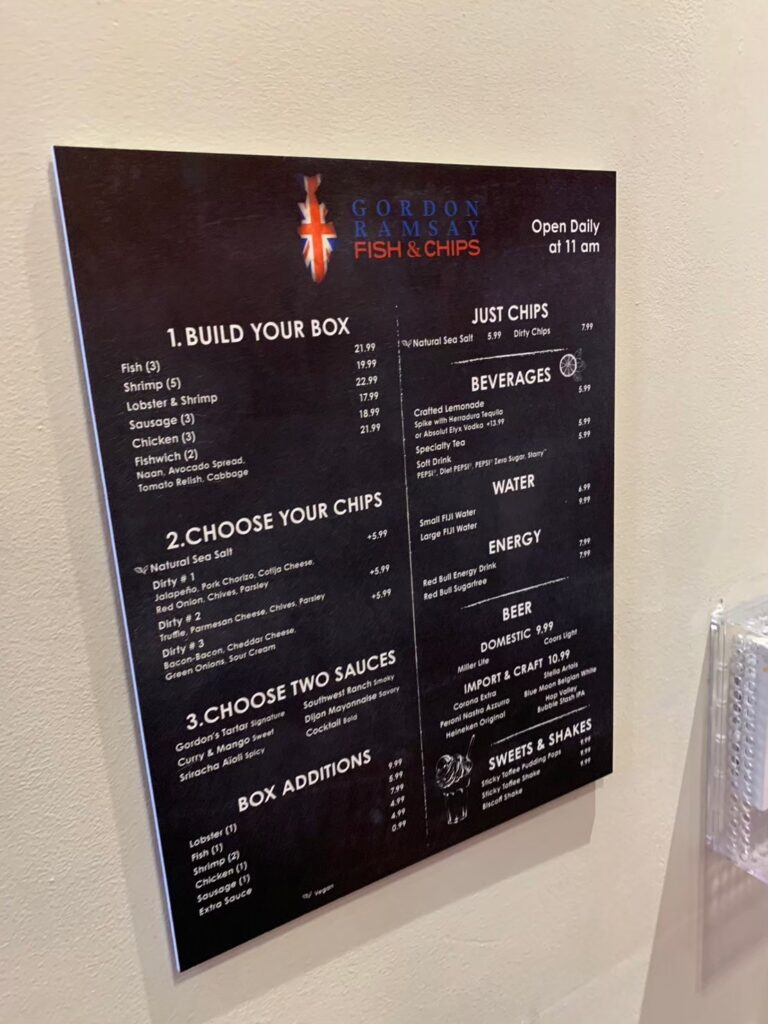 GORDON
RAMSAY
FISH & CHIPS
Open Daily
at 11 am
1. BUILD YOUR BOX
Fish (3) 21.99
Shrimp (5) 19.99
Lobster & Shrimp 22.99
Sausage (3) 17.99
Chicken (3) 18.99
Fishwich (2) 21.99
Naan, Avocado Spread,
Tomato Relish, Cabbage
2.CHOOSE YOUR CHIPS
Natural Sea Salt
Dirty # 1 +5.99
Jalapeño, Pork Chorizo, Cotija Cheese,
Red Onion, Chives, Parsley
Dirty # 2 +5.99
Truffle, Parmesan Cheese, Chives, Parsley
Dirty # 3 +5.99
Bacon-Bacon, Cheddar Cheese,
Green Onions, Sour Cream
3.CHOOSE TWO SAUCES
Gordon's Tartar Signature Southwest Ranch Smoky
Curry & Mango Sweet Dijon Mayonnaise Savory
Sriracha Aïoli Spicy Cocktail Bold
BOX ADDITIONS
Lobster (1) 9.99
Fish (1) 5.99
Shrimp (2) 7.99
Chicken (1) 4.99
Sausage (1) 4.99
Extra Sauce 0.99
Vegan
JUST CHIPS
Natural Sea Salt 5.99 Dirty Chips 7.99
BEVERAGES
Crafted Lemonade 5.99
Spike with Herradura Tequila
or Absolut Elyx Vodka +13.99
Specialty Tea 5.99
Soft Drink 5.99
PEPSI®, Diet PEPSI®, PEPSI® Zero Sugar, Starry™
WATER
Small FIJI Water 6.99
Large FIJI Water 9.99
ENERGY
Red Bull Energy Drink 7.99
Red Bull Sugarfree 7.99
BEER
DOMESTIC 9.99
Miller Lite Coors Light
IMPORT & CRAFT 10.99
Corona Extra Stella Artois
Peroni Nastro Azzurro Blue Moon Belgian White
Heineken Original Hop Valley
Bubble Stash IPA
SWEETS & SHAKES
Sticky Toffee Pudding Pops 9.99
Sticky Toffee Shake 9.99
Biscoff Shake 9.99